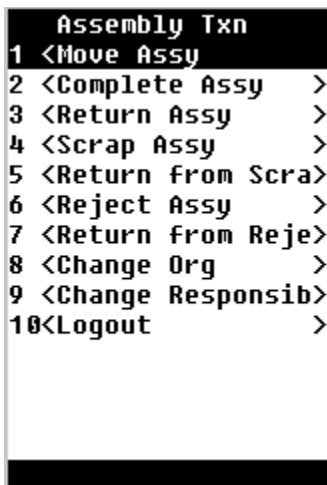 Assembly Txn
1 <Move Assy
2 <Complete Assy >
3 <Return Assy >
4 <Scrap Assy >
5 <Return from Scra>
6 <Reject Assy >
7 <Return from Reje>
8 <Change Org >
9 <Change Responsib>
10<Logout >